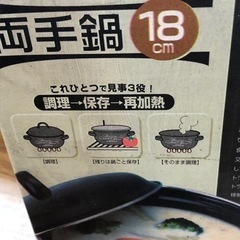 両手鍋
18
cm
これひとつで見事3役!
調理→保存→再加熱
【調理】
【残りは鍋ごと保存】
【そのまま調理】